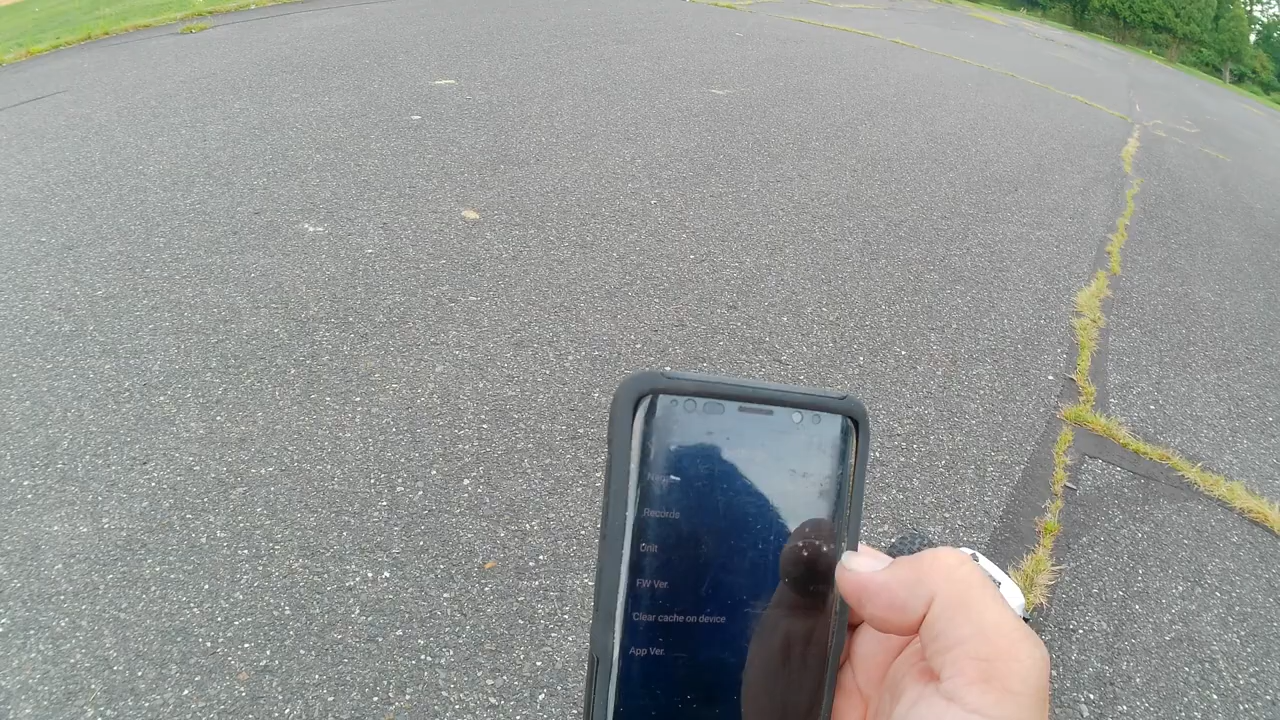 Records
Unit
FW Ver.
Clear cache on device
App Ver.